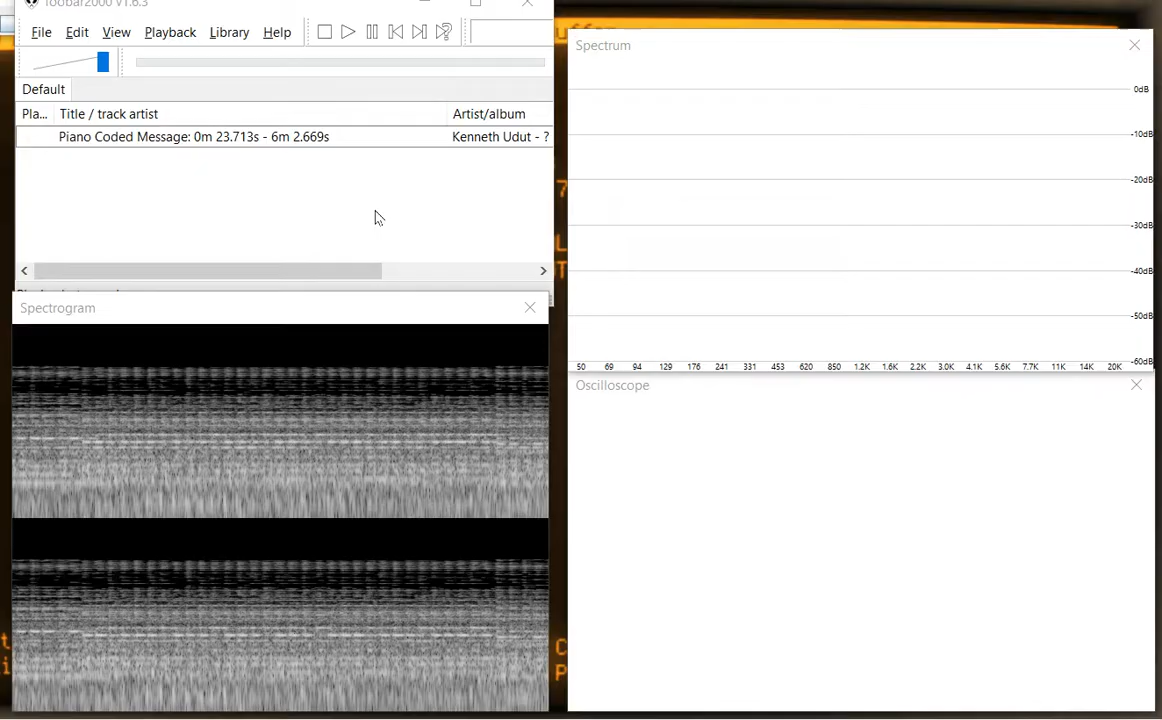 foobar2000 v1.6.3
File Edit View Playback Library Help
Default
Pla... Title / track artist Artist/album
Piano Coded Message: 0m 23.713s - 6m 2.669s Kenneth Udut - ?
Spectrogram
Spectrum
0dB
-10dB
-20dB
-30dB
-40dB
-50dB
-60dB
50 69 94 129 176 241 331 453 620 850 1.2K 1.6K 2.2K 3.0K 4.1K 5.6K 7.7K 11K 14K 20K
Oscilloscope